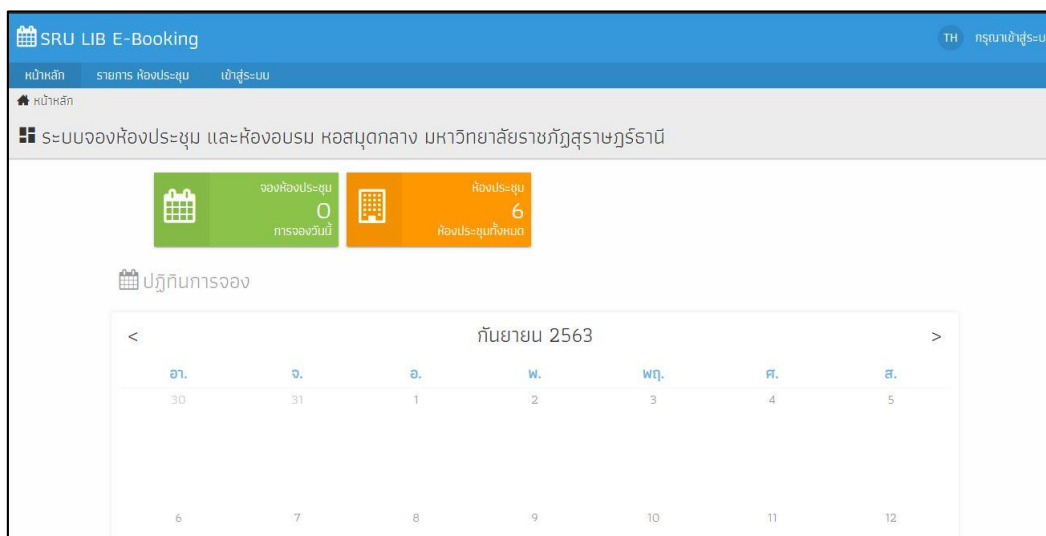 SRU LIB E-Booking
TH กรุณาเข้าสู่ระบ
หน้าหลัก รายการ ห้องประชุม เข้าสู่ระบบ
หน้าหลัก
ระบบจองห้องประชุม และห้องอบรม หอสมุดกลาง มหาวิทยาลัยราชภัฏสุราษฎร์ธานี
จองห้องประชุม
0
การจองวันนี้
ห้องประชุม
6
ห้องประชุมทั้งหมด
ปฏิทินการจอง
< กันยายน 2563 >
อา. จ. อ. พ. พฤ. ศ. ส.
30 31 1 2 3 4 5
6 7 8 9 10 11 12